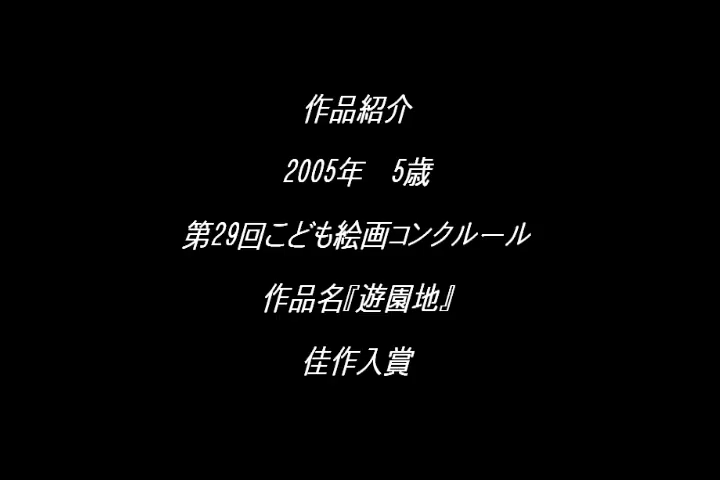 作品紹介
2005年　5歳
第29回こども絵画コンクルール
作品名『遊園地』
佳作入賞